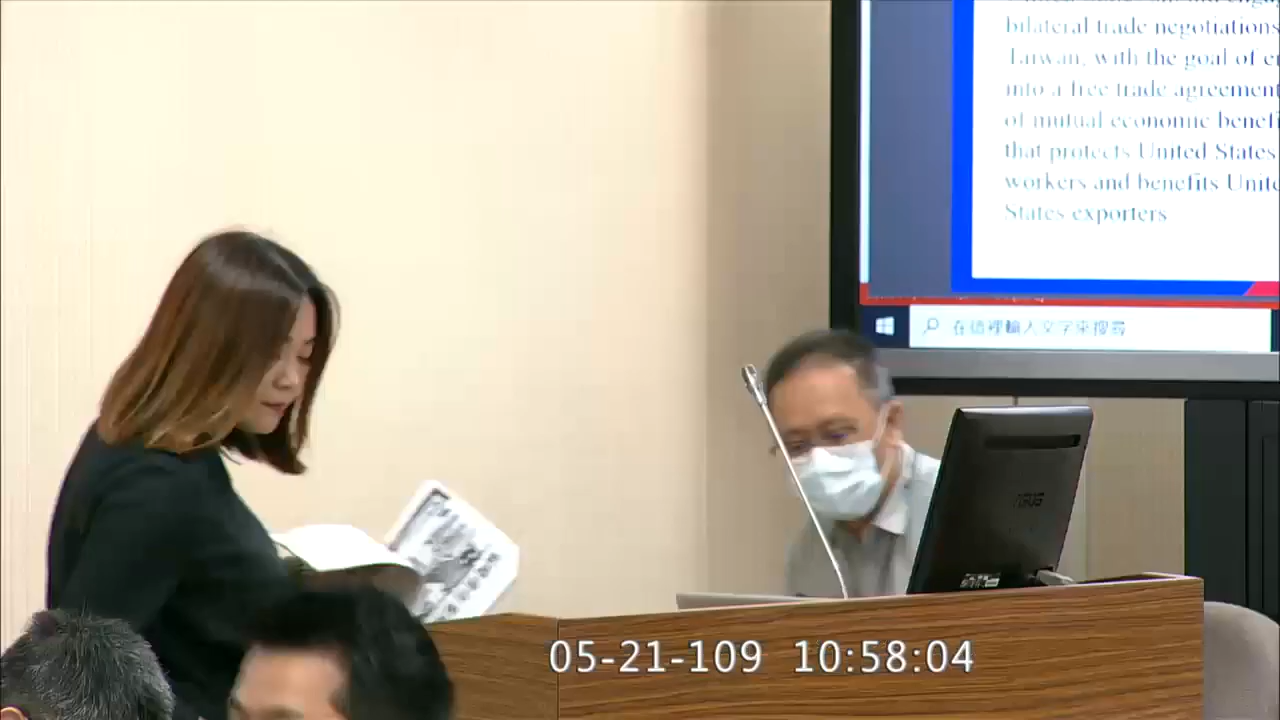 bilateral trade negotiations
Taiwan, with the goal of
into a free trade agreement
of mutual economic benefi
that protects United States
workers and benefits Unite
States exporters
在這裡輸入文字來搜尋
ASUS
05-21-109 10:58:04